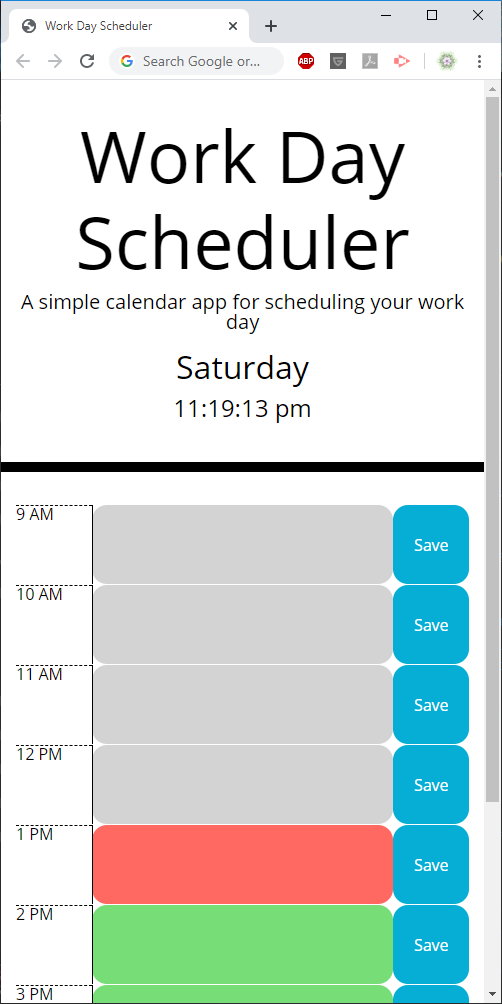 Work Day Scheduler
Search Google or...
ABP
Work Day
Scheduler
A simple calendar app for scheduling your work
day
Saturday
11:19:13 pm
9 AM
Save
10 AM
Save
11 AM
Save
12 PM
Save
1 PM
Save
2 PM
Save
3 PM